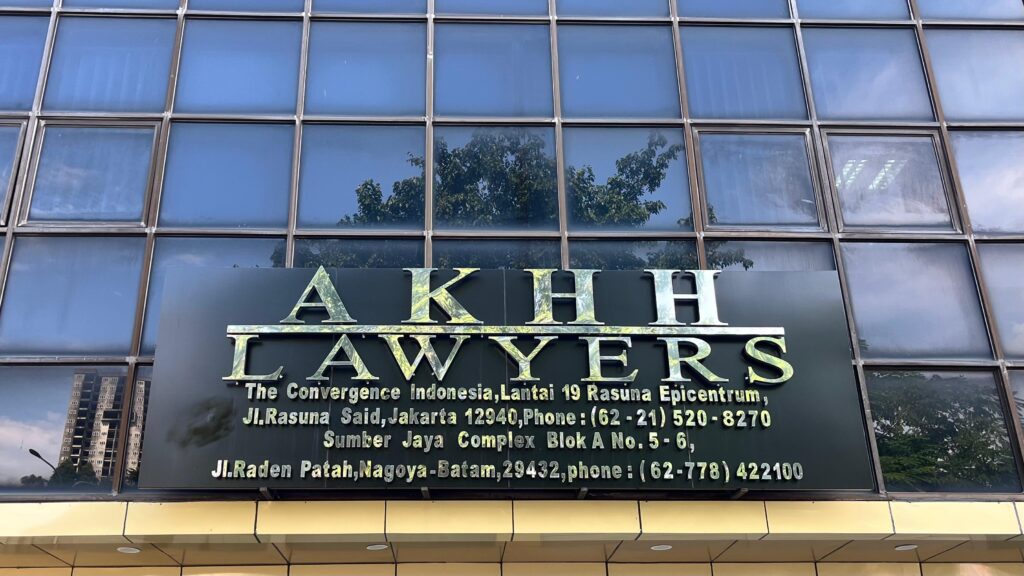 AKHH
LAWYERS
The Convergence Indonesia,Lantai 19 Rasuna Epicentrum,
Jl.Rasuna Said,Jakarta 12940,Phone:(62-21) 520-8270
Sumber Jaya Complex Blok A No.5-6,
Jl.Raden Patah,Nagoya-Batam,29432,phone:(62-778) 422100